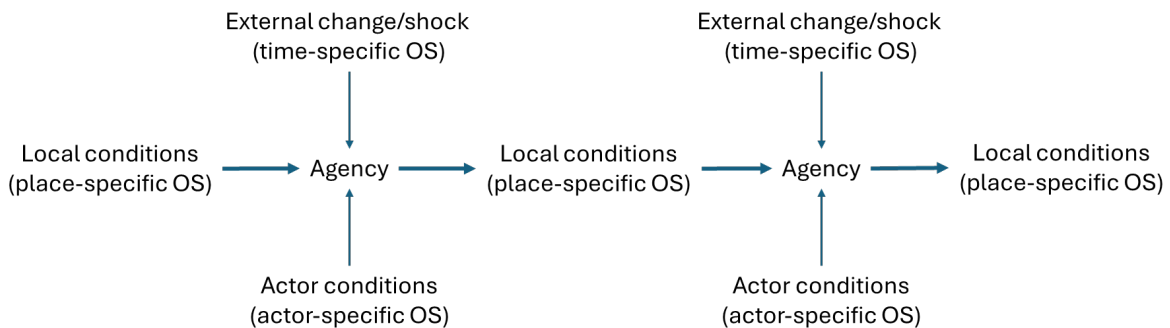 External change/shock
(time-specific OS)
External change/shock
(time-specific OS)
Local conditions
(place-specific OS)
Agency
Local conditions
(place-specific OS)
Agency
Local conditions
(place-specific OS)
Actor conditions
(actor-specific OS)
Actor conditions
(actor-specific OS)